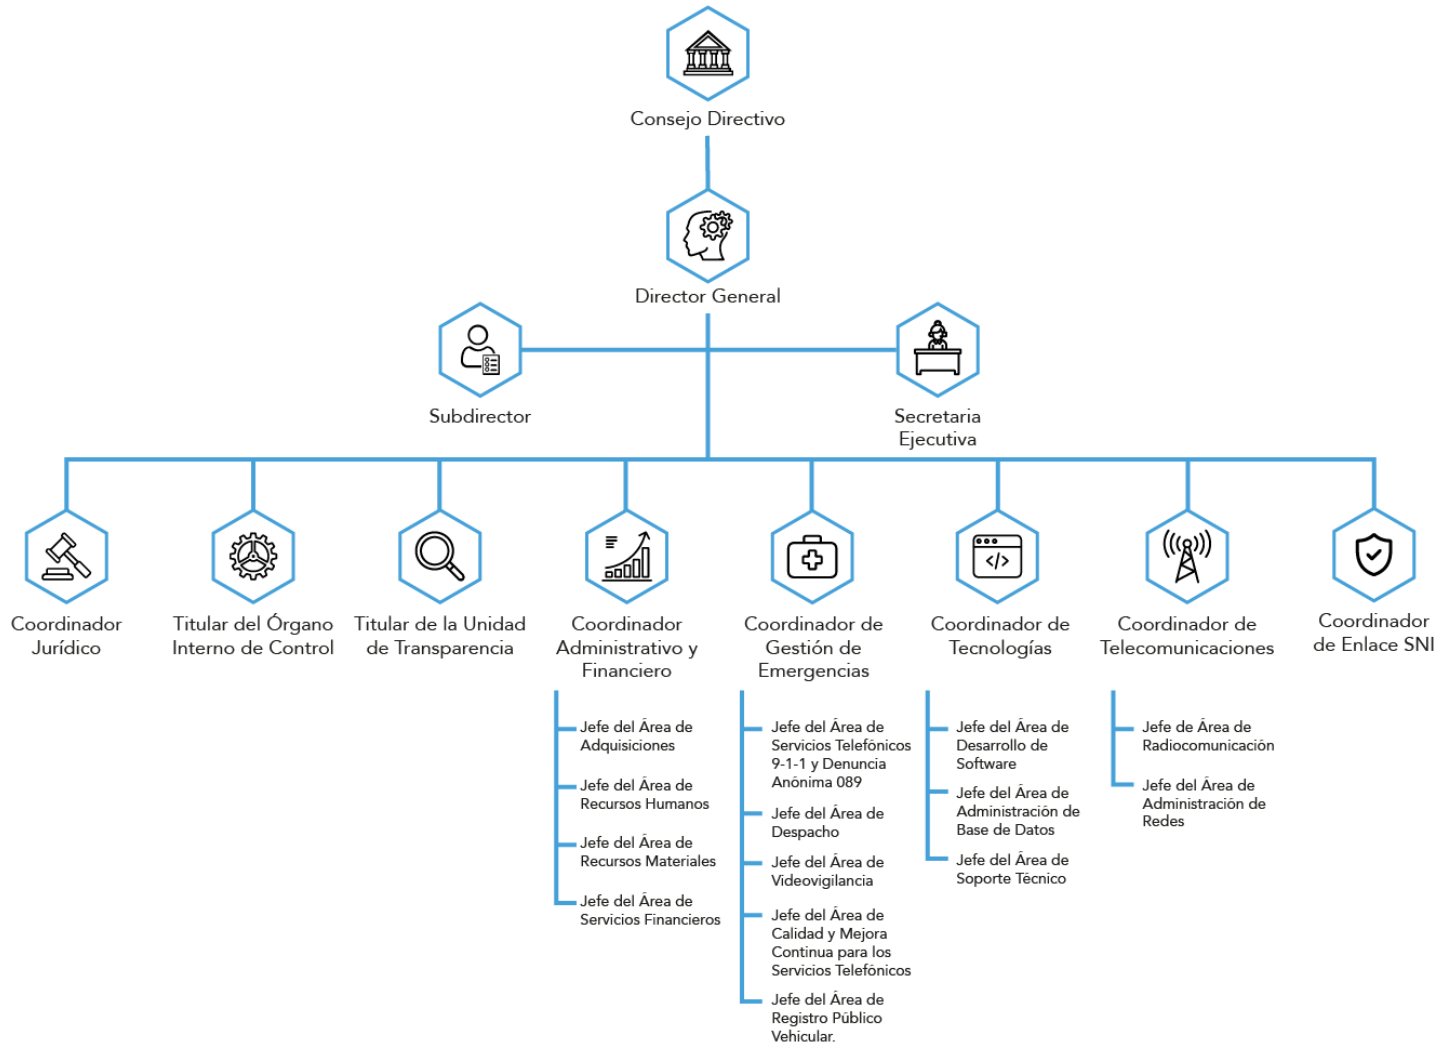 Consejo Directivo
Director General
Subdirector
Secretaria
Ejecutiva
Coordinador
Jurídico
Titular del Órgano
Interno de Control
Titular de la Unidad
de Transparencia
Coordinador
Administrativo y
Financiero
Coordinador de
Gestión de
Emergencias
Coordinador de
Tecnologías
Coordinador de
Telecomunicaciones
Coordinador
de Enlace SNI
Jefe del Área de
Adquisiciones
Jefe del Área de
Recursos Humanos
Jefe del Área de
Recursos Materiales
Jefe del Área de
Servicios Financieros
Jefe del Área de
Servicios Telefónicos
9-1-1 y Denuncia
Anónima 089
Jefe del Área de
Despacho
Jefe del Área de
Videovigilancia
Jefe del Área de
Calidad y Mejora
Continua para los
Servicios Telefónicos
Jefe del Área de
Registro Público
Vehicular.
Jefe del Área de
Desarrollo de
Software
Jefe del Área de
Administración de
Base de Datos
Jefe del Área de
Soporte Técnico
Jefe de Área de
Radiocomunicación
Jefe del Área de
Administración de
Redes